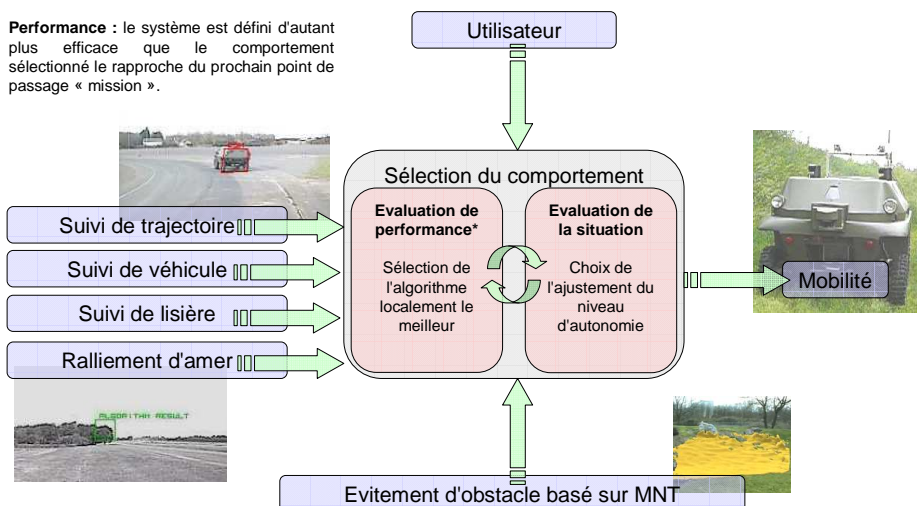 Performance : le système est défini d'autant
plus efficace que le comportement
sélectionné le rapproche du prochain point de
passage « mission ».
Utilisateur
Sélection du comportement
Evaluation de
performance*
Sélection de
l'algorithme
localement le
meilleur
Evaluation de
la situation
Choix de
l'ajustement du
niveau
d'autonomie
Suivi de trajectoire
Suivi de véhicule
Suivi de lisière
Ralliement d'amer
Mobilité
ALGORITHM RESULT
Evitement d'obstacle basé sur MNT